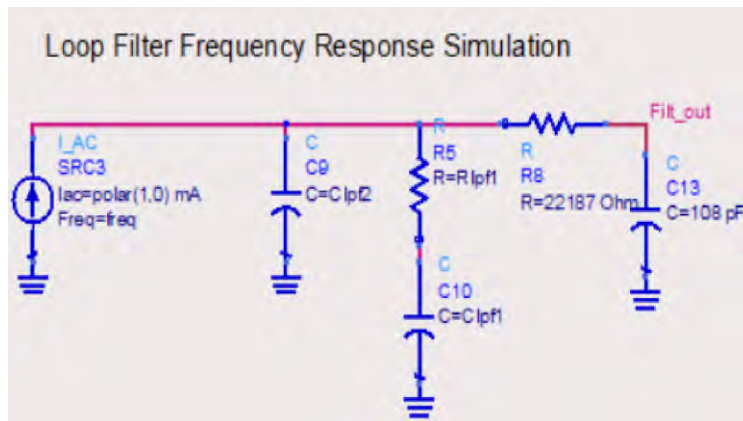 Loop Filter Frequency Response Simulation
I_AC
SRC3
Iac=polar(1,0) mA
Freq=freq
C
C9
C=Clpf2
R
R5
R=Rlpf1
C
C10
C=Clpf1
R
R8
R=22187 Ohm
Filt_out
C
C13
C=108 pF